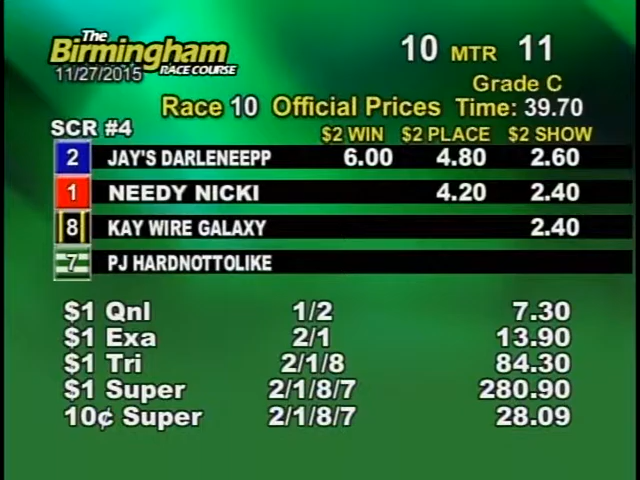 The
Birmingham
RACE COURSE
11/27/2015
10 MTR 11
Grade C
Race 10 Official Prices Time: 39.70
SCR #4
$2 WIN $2 PLACE $2 SHOW
2 JAY'S DARLENEEPP 6.00 4.80 2.60
1 NEEDY NICKI 4.20 2.40
8 KAY WIRE GALAXY 2.40
7 PJ HARDNOTTOLIKE
$1 Qnl 1/2 7.30
$1 Exa 2/1 13.90
$1 Tri 2/1/8 84.30
$1 Super 2/1/8/7 280.90
10¢ Super 2/1/8/7 28.09